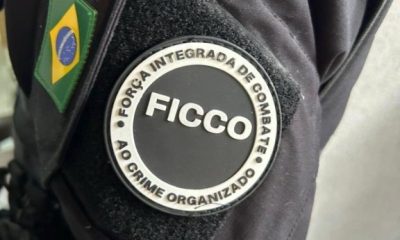 FORÇA INTEGRADA DE COMBATE
FICCO
AO CRIME ORGANIZADO